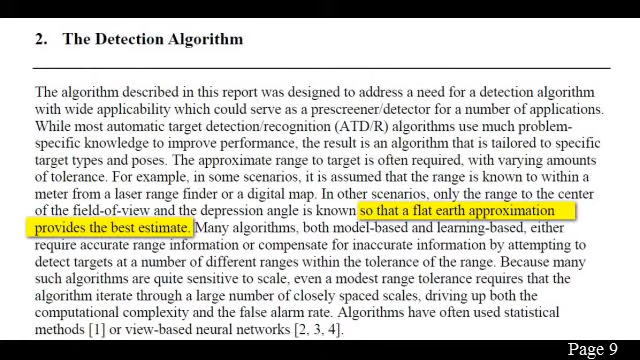 2. The Detection Algorithm
The algorithm described in this report was designed to address a need for a detection algorithm
with wide applicability which could serve as a prescreener/detector for a number of applications.
While most automatic target detection/recognition (ATD/R) algorithms use much problem-
specific knowledge to improve performance, the result is an algorithm that is tailored to specific
target types and poses. The approximate range to target is often required, with varying amounts
of tolerance. For example, in some scenarios, it is assumed that the range is known to within a
meter from a laser range finder or a digital map. In other scenarios, only the range to the center
of the field-of-view and the depression angle is known so that a flat earth approximation
provides the best estimate. Many algorithms, both model-based and learning-based, either
require accurate range information or compensate for inaccurate information by attempting to
detect targets at a number of different ranges within the tolerance of the range. Because many
such algorithms are quite sensitive to scale, even a modest range tolerance requires that the
algorithm iterate through a large number of closely spaced scales, driving up both the
computational complexity and the false alarm rate. Algorithms have often used statistical
methods [1] or view-based neural networks [2, 3, 4].
Page 9